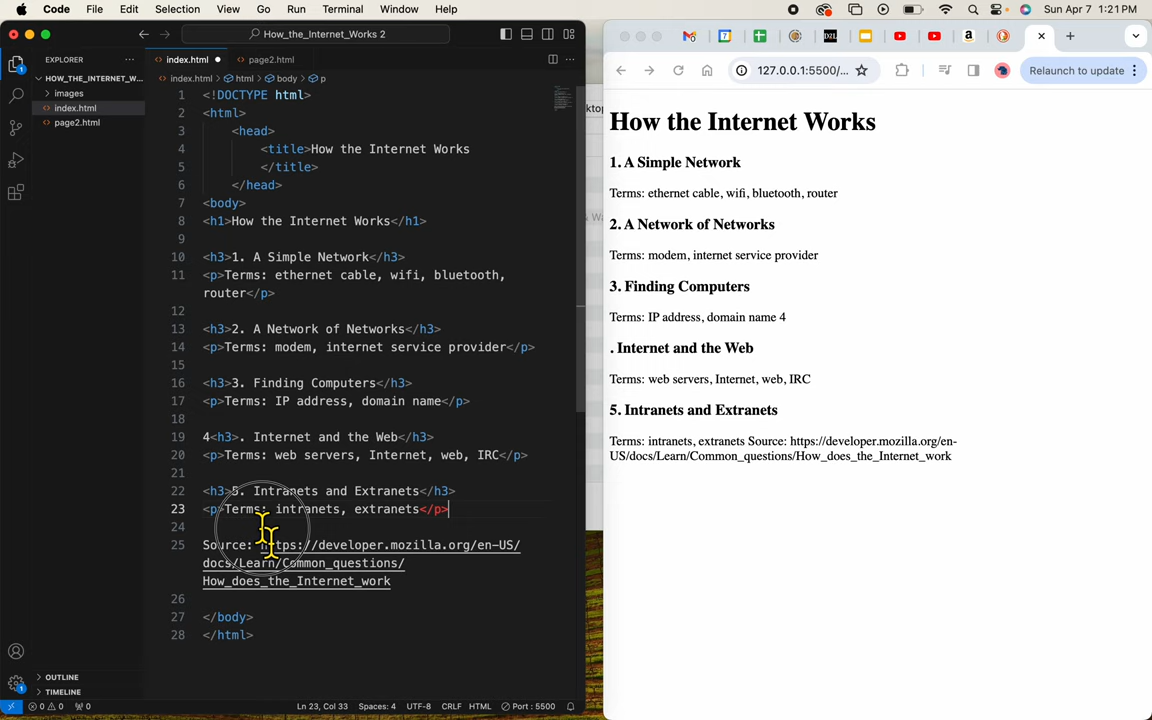 Code File Edit Selection View Go Run Terminal Window Help Sun Apr 7 1:21 PM
How_the_Internet_Works 2
EXPLORER
HOW_THE_INTERNET_W...
images
index.html
page2.html
OUTLINE
TIMELINE
index.html page2.html
index.html > html > body > p
1 <!DOCTYPE html>
2 <html>
3 <head>
4 <title>How the Internet Works
5 </title>
6 </head>
7 <body>
8 <h1>How the Internet Works</h1>
9
10 <h3>1. A Simple Network</h3>
11 <p>Terms: ethernet cable, wifi, bluetooth,
router</p>
12
13 <h3>2. A Network of Networks</h3>
14 <p>Terms: modem, internet service provider</p>
15
16 <h3>3. Finding Computers</h3>
17 <p>Terms: IP address, domain name</p>
18
19 4<h3>. Internet and the Web</h3>
20 <p>Terms: web servers, Internet, web, IRC</p>
21
22 <h3>5. Intranets and Extranets</h3>
23 <p>Terms: intranets, extranets</p>
24
25 Source: https://developer.mozilla.org/en-US/
docs/Learn/Common_questions/
How_does_the_Internet_work
26
27 </body>
28 </html>
0 0 0 Ln 23, Col 33 Spaces: 4 UTF-8 CRLF HTML Port : 5500
127.0.0.1:5500/... Relaunch to update
How the Internet Works
1. A Simple Network
Terms: ethernet cable, wifi, bluetooth, router
2. A Network of Networks
Terms: modem, internet service provider
3. Finding Computers
Terms: IP address, domain name 4
. Internet and the Web
Terms: web servers, Internet, web, IRC
5. Intranets and Extranets
Terms: intranets, extranets Source: https://developer.mozilla.org/en-
US/docs/Learn/Common_questions/How_does_the_Internet_work